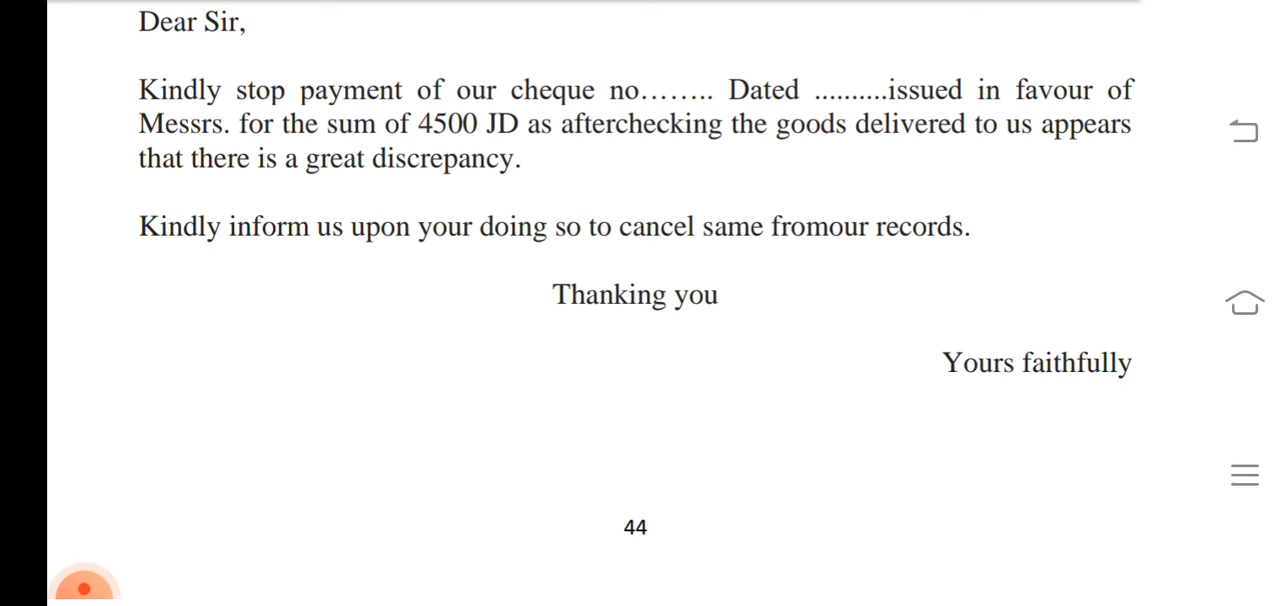 Dear Sir,
Kindly stop payment of our cheque no…….. Dated ..........issued in favour of
Messrs. for the sum of 4500 JD as afterchecking the goods delivered to us appears
that there is a great discrepancy.
Kindly inform us upon your doing so to cancel same fromour records.
Thanking you
Yours faithfully
44